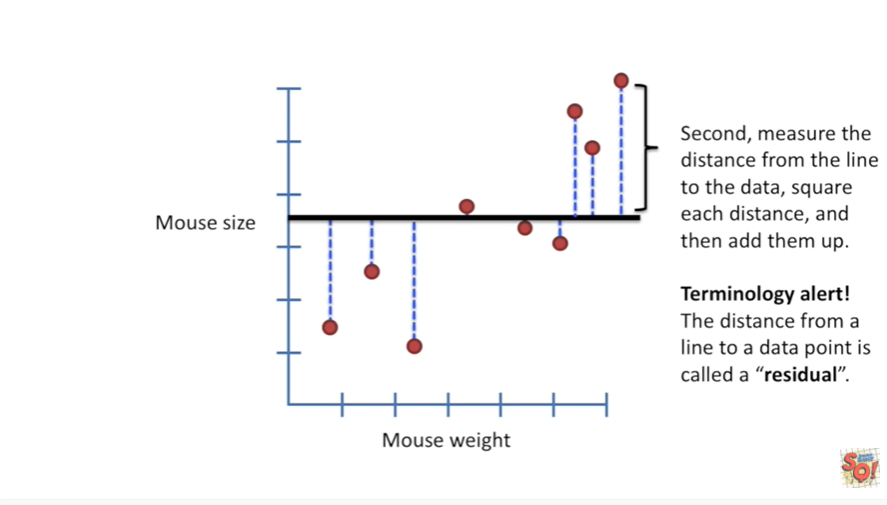 Second, measure the
distance from the line
to the data, square
each distance, and
then add them up.
Mouse size
Terminology alert!
The distance from a
line to a data point is
called a “residual”.
Mouse weight
SQ!